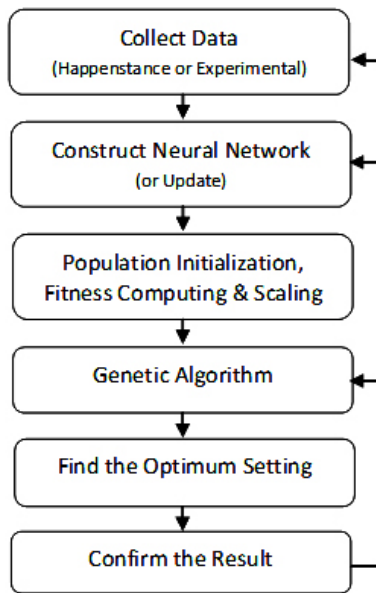 Collect Data
(Happenstance or Experimental)
Construct Neural Network
(or Update)
Population Initialization,
Fitness Computing & Scaling
Genetic Algorithm
Find the Optimum Setting
Confirm the Result